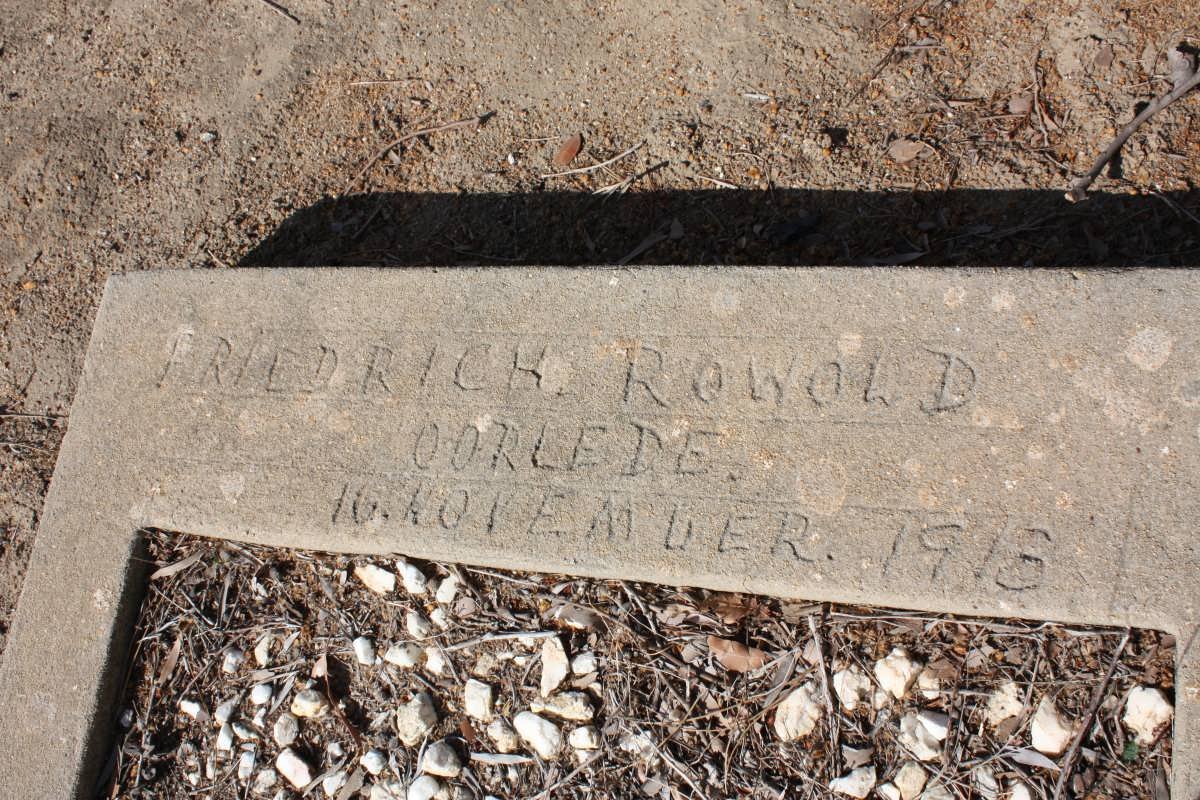 FRIEDRICH. ROWOLD
OORLEDE.
16. NOVEMBER. 1918